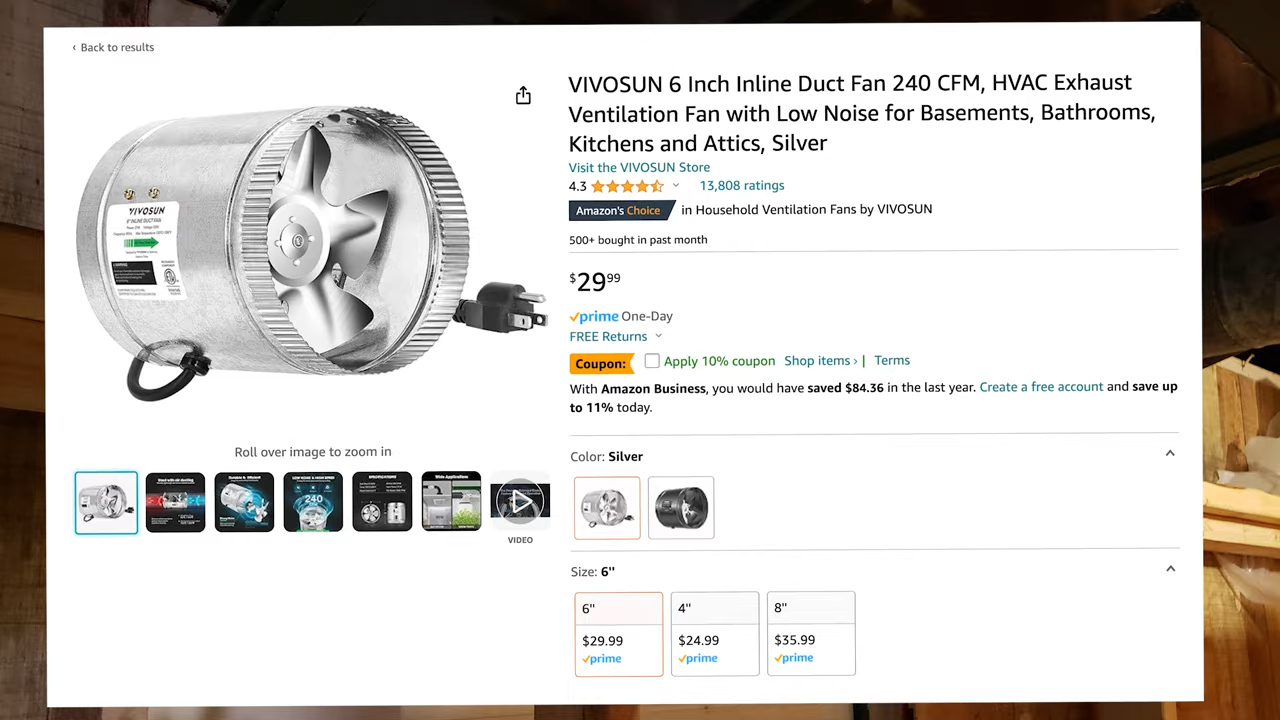 ‹ Back to results
VIVOSUN 6 Inch Inline Duct Fan 240 CFM, HVAC Exhaust
Ventilation Fan with Low Noise for Basements, Bathrooms,
Kitchens and Attics, Silver
Visit the VIVOSUN Store
4.3
13,808 ratings
Amazon's Choice in Household Ventilation Fans by VIVOSUN
500+ bought in past month
$29.99
prime One-Day
FREE Returns
Coupon: Apply 10% coupon Shop items › | Terms
With Amazon Business, you would have saved $84.36 in the last year. Create a free account and save up
to 11% today.
Color: Silver
Size: 6"
6" 4" 8"
$29.99 $24.99 $35.99
prime prime prime
VIVOSUN
6" INLINE DUCT FAN
Roll over image to zoom in
240
VIDEO